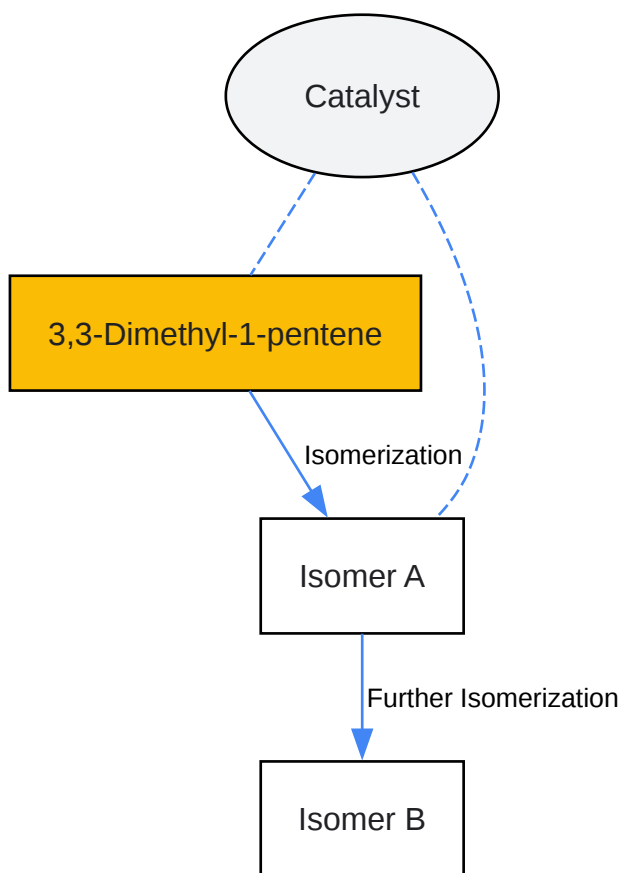 Catalyst
3,3-Dimethyl-1-pentene
Isomerization
Isomer A
Further Isomerization
Isomer B